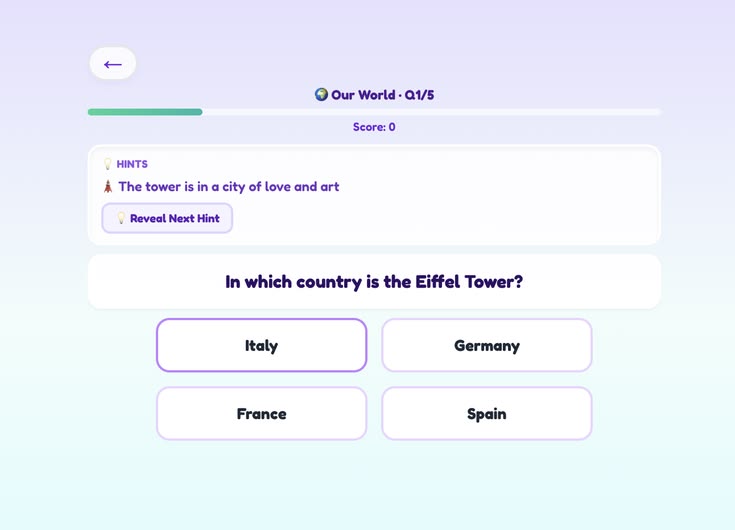 ←
🌍 Our World · Q1/5
Score: 0
💡 HINTS
🗼 The tower is in a city of love and art
💡 Reveal Next Hint
In which country is the Eiffel Tower?
Italy
Germany
France
Spain